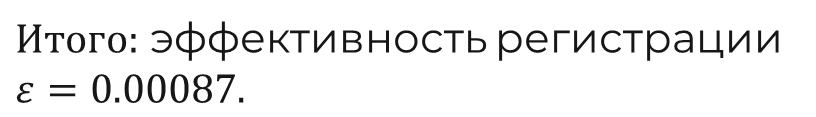 Итого: эффективность регистрации
ε = 0.00087.